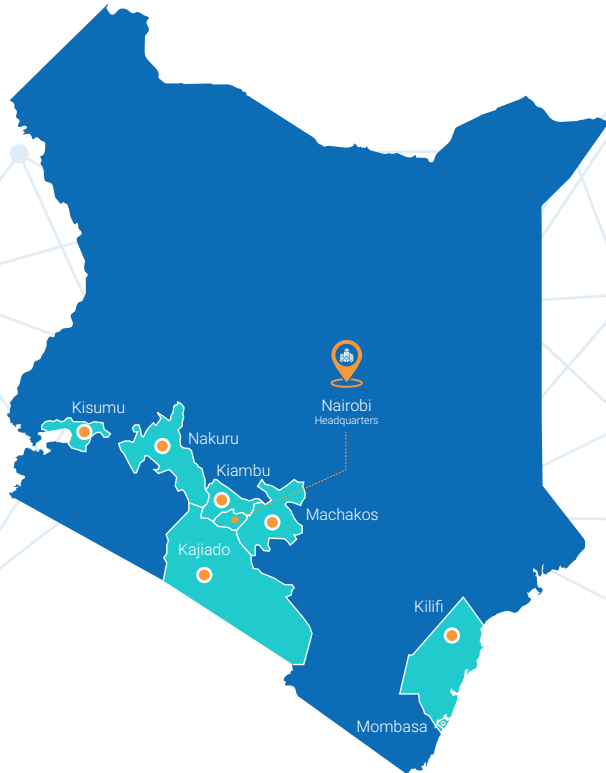 Nairobi
Headquarters
Kisumu
Nakuru
Kiambu
Machakos
Kajiado
Kilifi
Mombasa